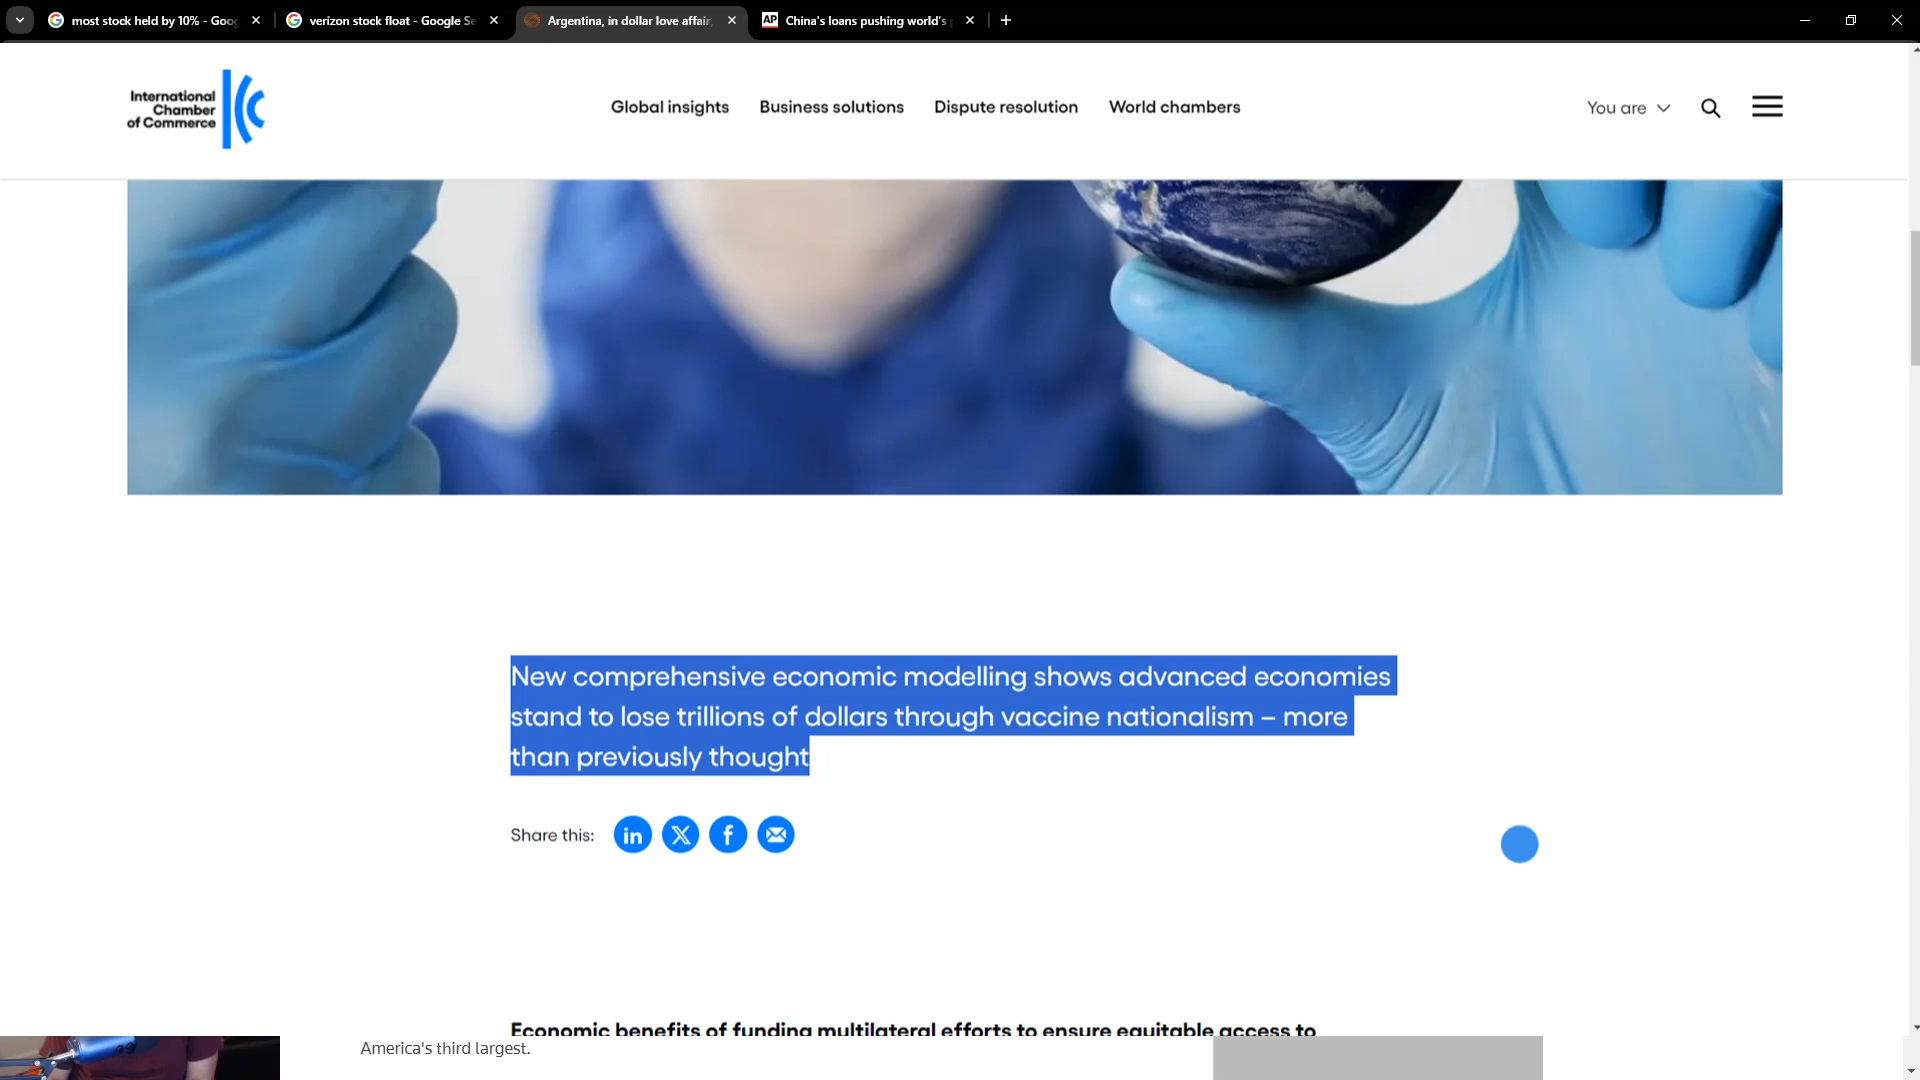 most stock held by 10% - Goog
verizon stock float - Google Se
Argentina, in dollar love affair,
AP
China's loans pushing world's p
International
Chamber
of Commerce
Global insights
Business solutions
Dispute resolution
World chambers
You are
New comprehensive economic modelling shows advanced economies
stand to lose trillions of dollars through vaccine nationalism – more
than previously thought
Share this:
in
X
f
Economic benefits of funding multilateral efforts to ensure equitable access to
America's third largest.